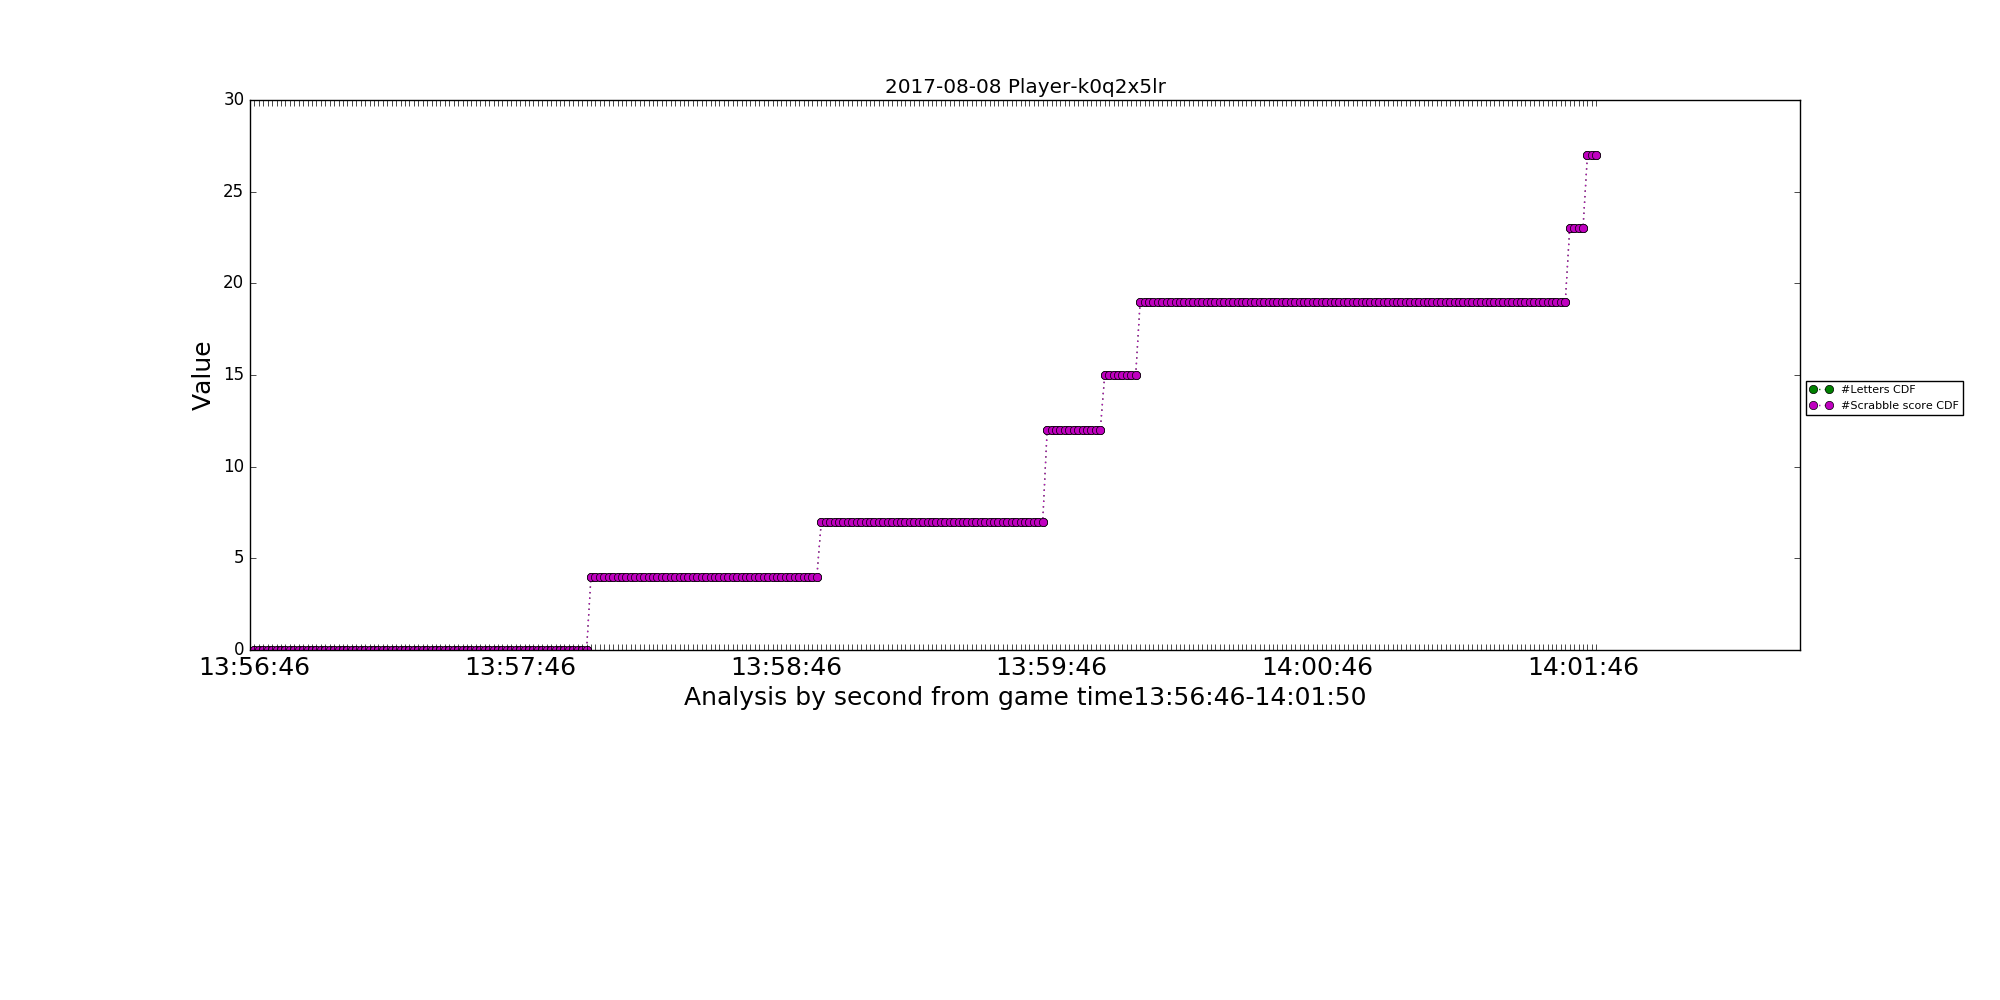 2017-08-08 Player-k0q2x5lr
30
25
20
15
10
5
0
Value
13:56:46 13:57:46 13:58:46 13:59:46 14:00:46 14:01:46
Analysis by second from game time13:56:46-14:01:50
#Letters CDF
#Scrabble score CDF